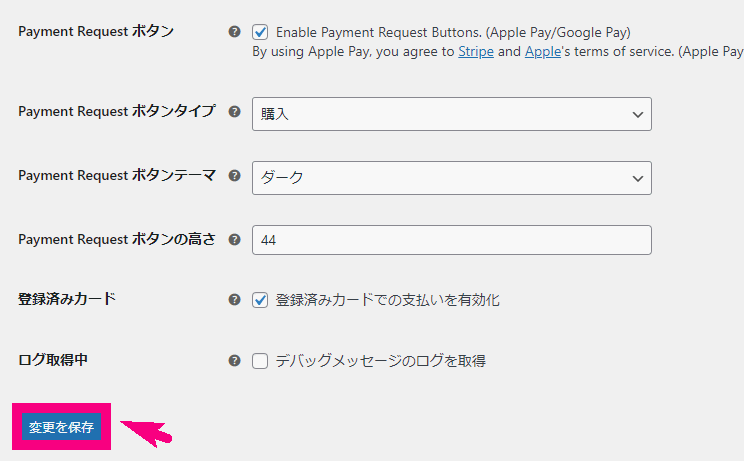 Payment Request ボタン
Enable Payment Request Buttons. (Apple Pay/Google Pay)
By using Apple Pay, you agree to Stripe and Apple's terms of service. (Apple Pay
Payment Request ボタンタイプ
購入
Payment Request ボタンテーマ
ダーク
Payment Request ボタンの高さ
44
登録済みカード
登録済みカードでの支払いを有効化
ログ取得中
デバッグメッセージのログを取得
変更を保存